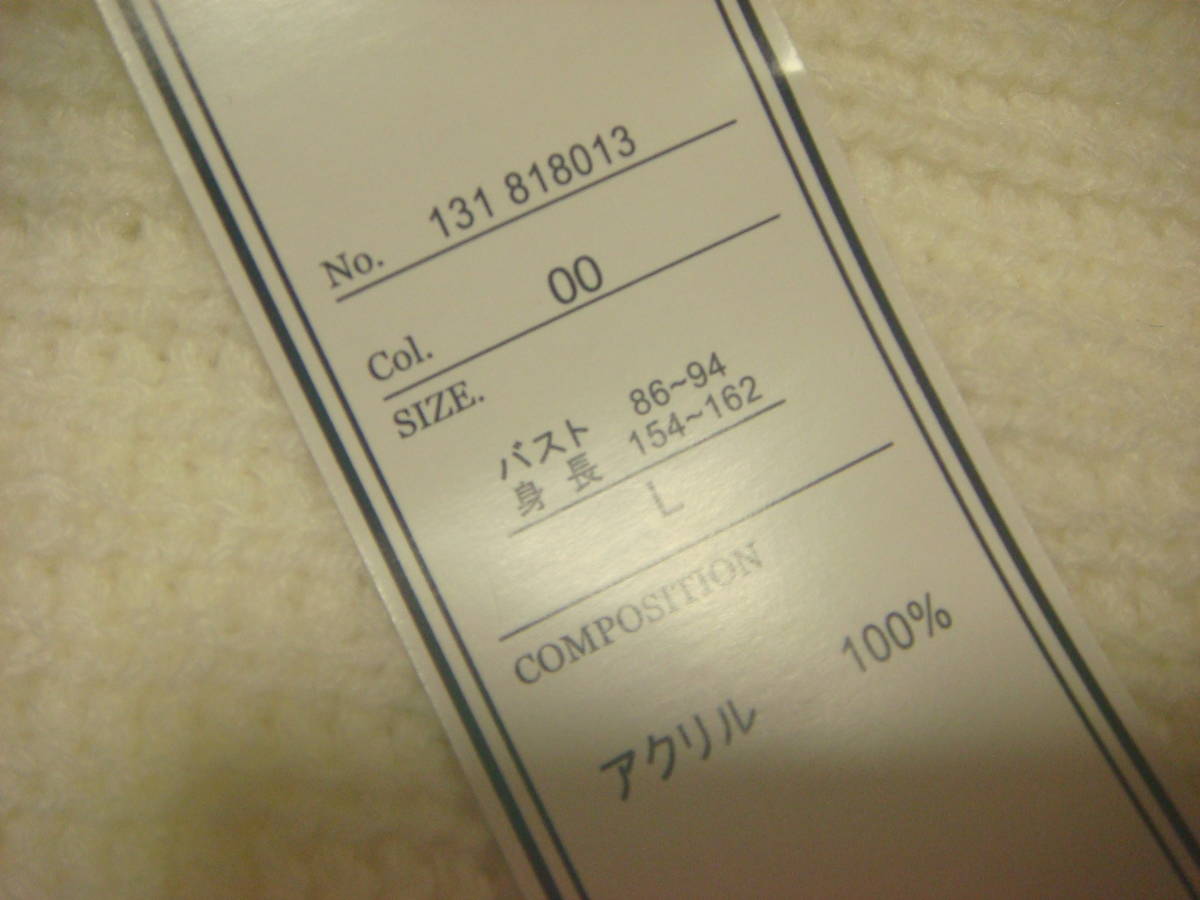 No. 131 818013
Col. 00
SIZE.
バスト 86~94
身長 154~162
L
COMPOSITION
アクリル 100%